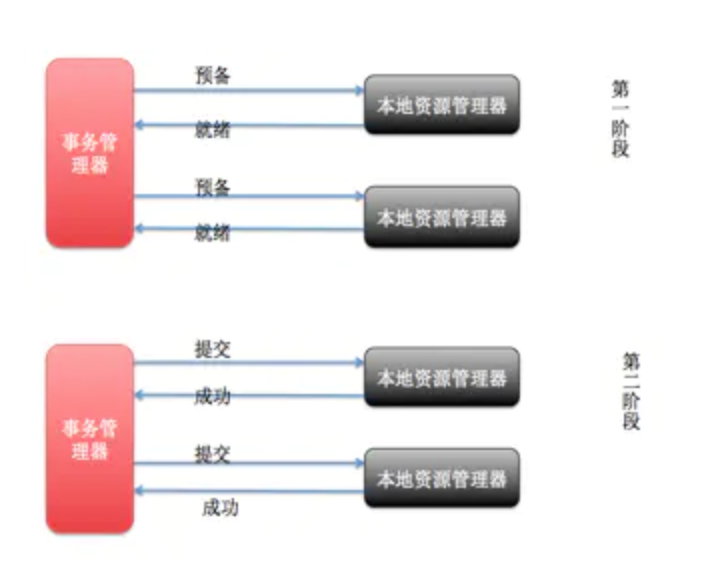 预备
本地资源管理器
就绪
事务管
理器
预备
本地资源管理器
就绪
第一阶段
提交
本地资源管理器
成功
事务管
理器
提交
本地资源管理器
成功
第二阶段